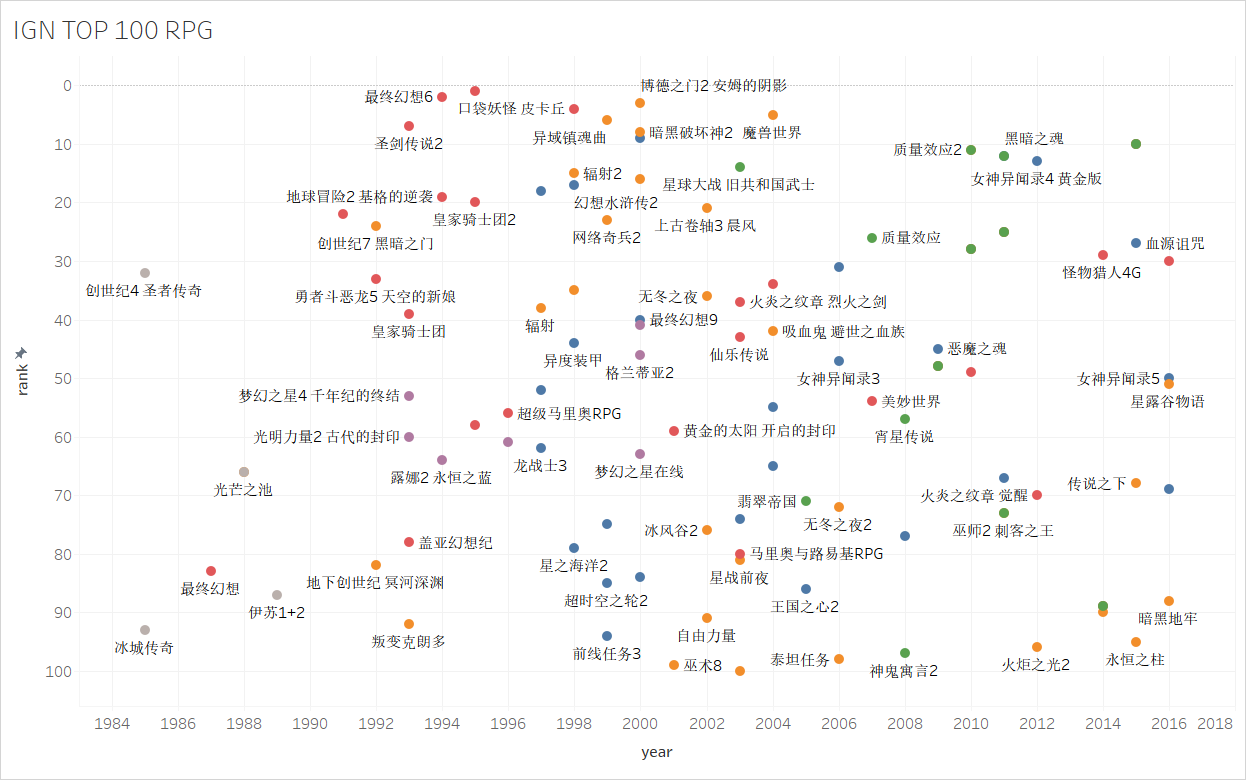 IGN TOP 100 RPG
博德之门2 安姆的阴影
0
最终幻想6
口袋妖怪 皮卡丘
圣剑传说2
异域镇魂曲
暗黑破坏神2
魔兽世界
黑暗之魂
10
质量效应2
辐射2
星球大战 旧共和国武士
女神异闻录4 黄金版
地球冒险2 基格的逆袭
幻想水浒传2
20
皇家骑士团2
上古卷轴3 晨风
创世纪7 黑暗之门
网络奇兵2
质量效应
血源诅咒
30
创世纪4 圣者传奇
怪物猎人4G
勇者斗恶龙5 天空的新娘
无冬之夜
火炎之纹章 烈火之剑
40
皇家骑士团
辐射
最终幻想9
吸血鬼 避世之血族
异度装甲
仙乐传说
恶魔之魂
格兰蒂亚2
女神异闻录3
女神异闻录5
50
梦幻之星4 千年纪的终结
美妙世界
星露谷物语
超级马里奥RPG
60
光明力量2 古代的封印
黄金的太阳 开启的封印
宵星传说
露娜2 永恒之蓝
龙战士3
梦幻之星在线
光芒之池
传说之下
70
翡翠帝国
火炎之纹章 觉醒
冰风谷2
无冬之夜2
巫师2 刺客之王
80
盖亚幻想纪
星之海洋2
马里奥与路易基RPG
最终幻想
地下创世纪 冥河深渊
星战前夜
90
伊苏1+2
超时空之轮2
王国之心2
暗黑地牢
冰城传奇
叛变克朗多
前线任务3
自由力量
100
巫术8
泰坦任务
神鬼寓言2
火炬之光2
永恒之柱
rank
1984
1986
1988
1990
1992
1994
1996
1998
2000
2002
2004
2006
2008
2010
2012
2014
2016
2018
year